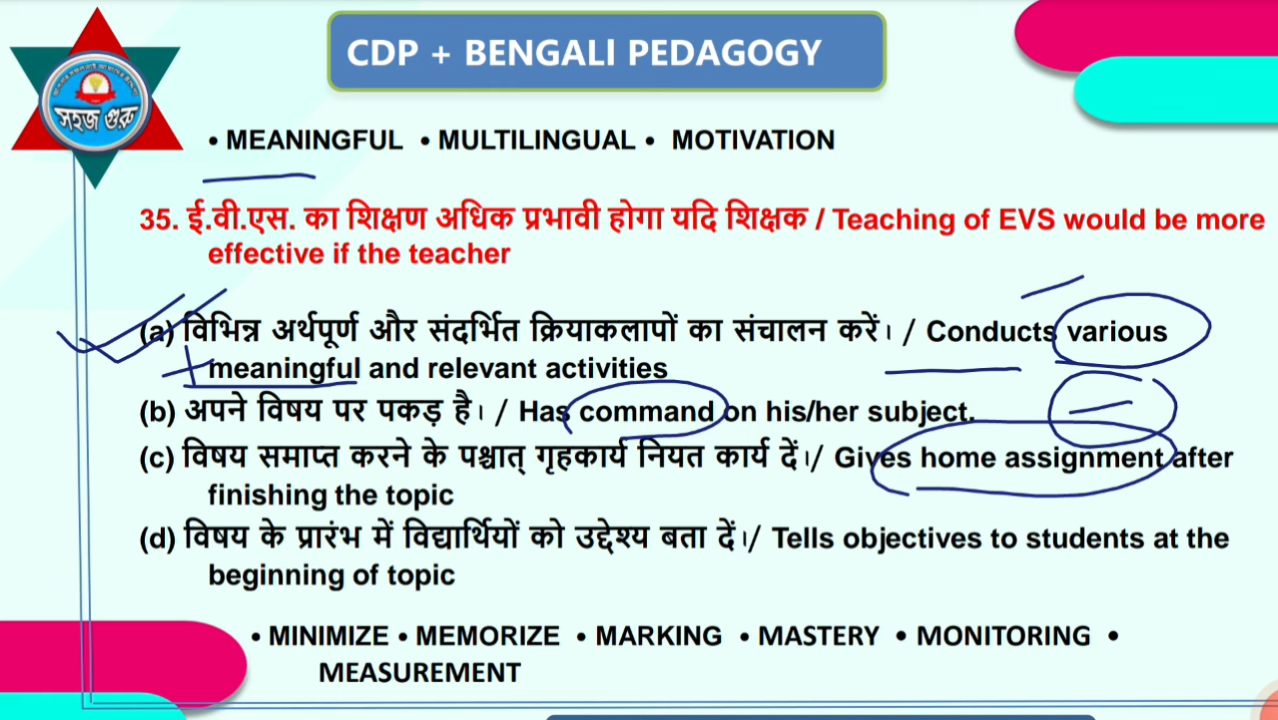 CDP + BENGALI PEDAGOGY
সহজ গুরু
• MEANINGFUL • MULTILINGUAL • MOTIVATION
35. ई.वी.एस. का शिक्षण अधिक प्रभावी होगा यदि शिक्षक / Teaching of EVS would be more
effective if the teacher
(a) विभिन्न अर्थपूर्ण और संदर्भित क्रियाकलापों का संचालन करें। / Conducts various
meaningful and relevant activities
(b) अपने विषय पर पकड़ है। / Has command on his/her subject.
(c) विषय समाप्त करने के पश्चात् गृहकार्य नियत कार्य दें।/ Gives home assignment after
finishing the topic
(d) विषय के प्रारंभ में विद्यार्थियों को उद्देश्य बता दें।/ Tells objectives to students at the
beginning of topic
• MINIMIZE • MEMORIZE • MARKING • MASTERY • MONITORING •
MEASUREMENT